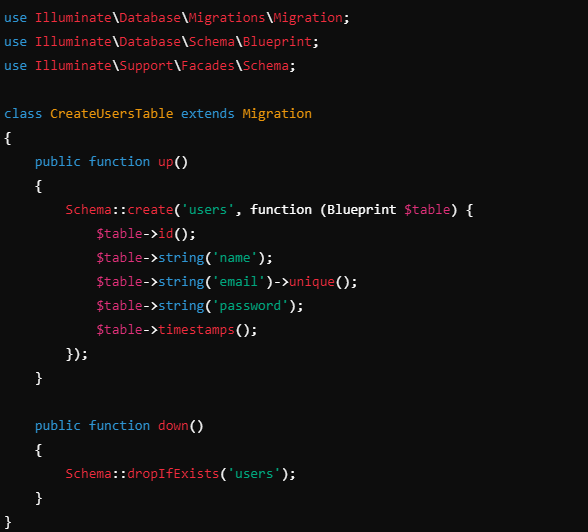 use Illuminate\Database\Migrations\Migration;
use Illuminate\Database\Schema\Blueprint;
use Illuminate\Support\Facades\Schema;

class CreateUsersTable extends Migration
{
    public function up()
    {
        Schema::create('users', function (Blueprint $table) {
            $table->id();
            $table->string('name');
            $table->string('email')->unique();
            $table->string('password');
            $table->timestamps();
        });
    }

    public function down()
    {
        Schema::dropIfExists('users');
    }
}